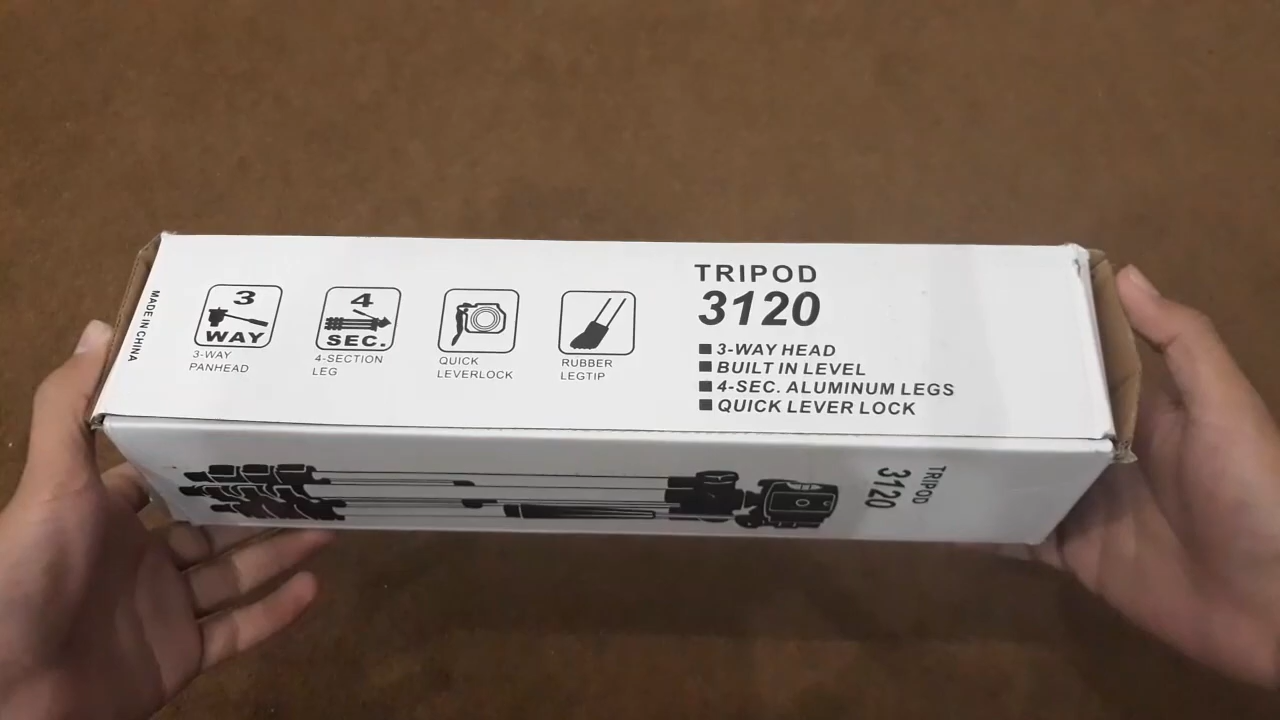 MADE IN CHINA
3
WAY
3-WAY
PANHEAD
4
SEC.
4-SECTION
LEG
QUICK
LEVERLOCK
RUBBER
LEGTIP
TRIPOD
3120
3-WAY HEAD
BUILT IN LEVEL
4-SEC. ALUMINUM LEGS
QUICK LEVER LOCK
TRIPOD
3120